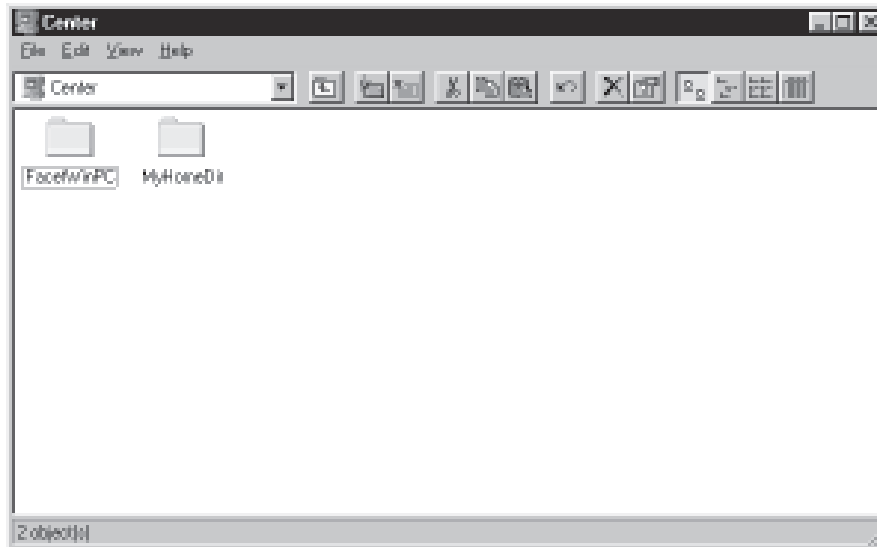 Center
File Edit View Help
Center
FacetWinPC MyHomeDir
2 object(s)